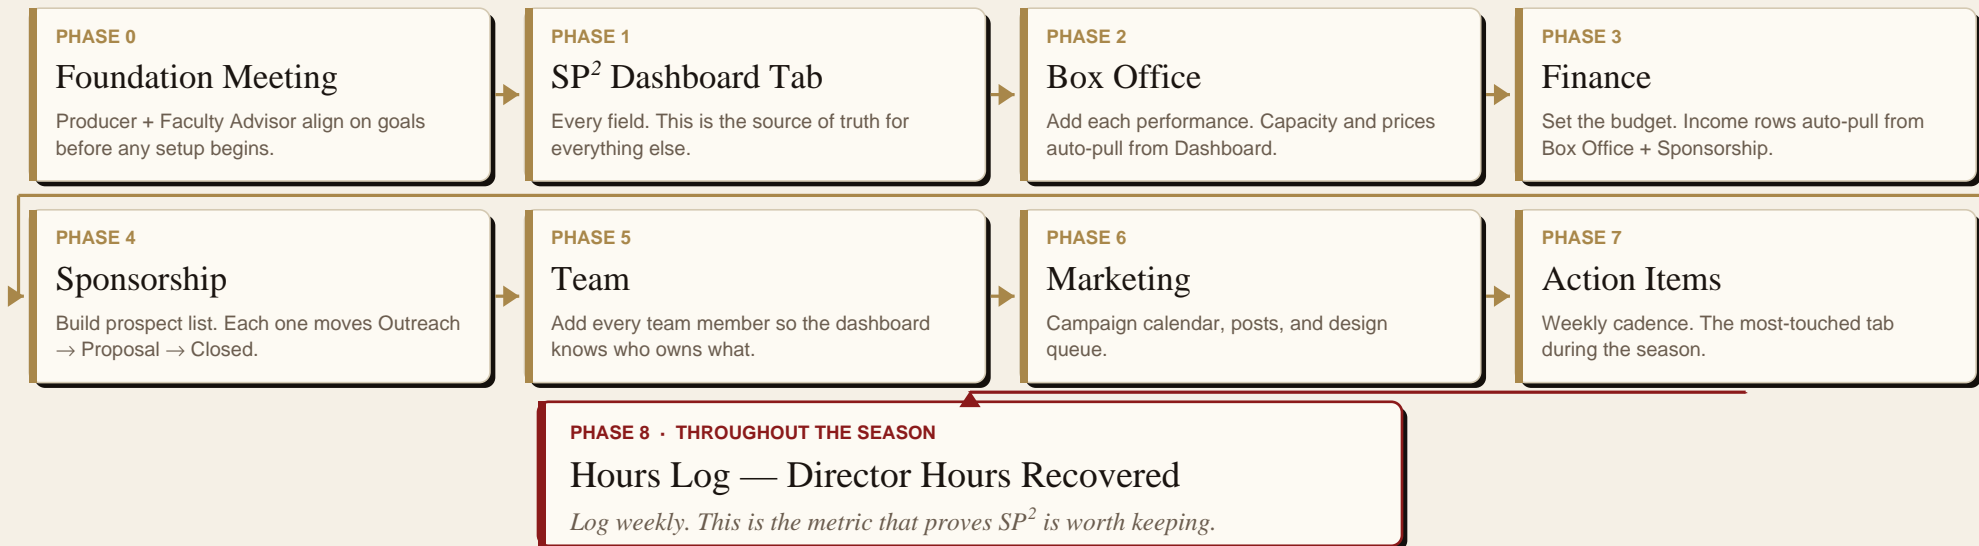 PHASE 0
Foundation Meeting
Producer + Faculty Advisor align on goals
before any setup begins.
PHASE 1
SP² Dashboard Tab
Every field. This is the source of truth for
everything else.
PHASE 2
Box Office
Add each performance. Capacity and prices
auto-pull from Dashboard.
PHASE 3
Finance
Set the budget. Income rows auto-pull from
Box Office + Sponsorship.
PHASE 4
Sponsorship
Build prospect list. Each one moves Outreach
→ Proposal → Closed.
PHASE 5
Team
Add every team member so the dashboard
knows who owns what.
PHASE 6
Marketing
Campaign calendar, posts, and design
queue.
PHASE 7
Action Items
Weekly cadence. The most-touched tab
during the season.
PHASE 8 · THROUGHOUT THE SEASON
Hours Log — Director Hours Recovered
Log weekly. This is the metric that proves SP² is worth keeping.